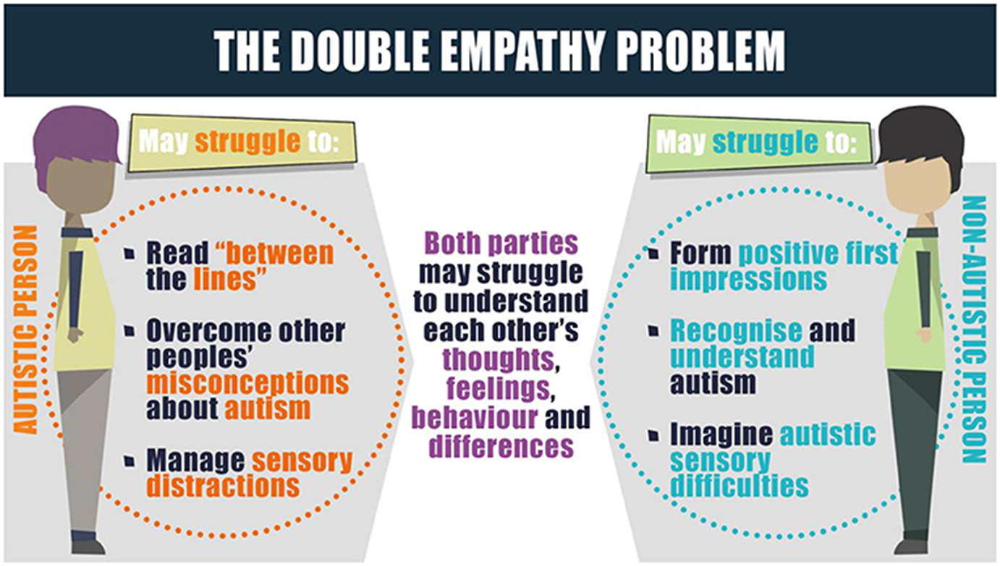 THE DOUBLE EMPATHY PROBLEM
AUTISTIC PERSON
May struggle to:
Read “between
the lines”
Overcome other
peoples’
misconceptions
about autism
Manage sensory
distractions
Both parties
may struggle
to understand
each other’s
thoughts,
feelings,
behaviour and
differences
May struggle to:
Form positive first
impressions
Recognise and
understand
autism
Imagine autistic
sensory
difficulties
NON-AUTISTIC PERSON